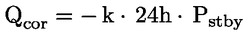 Q_cor = − k · 24h · P_stby